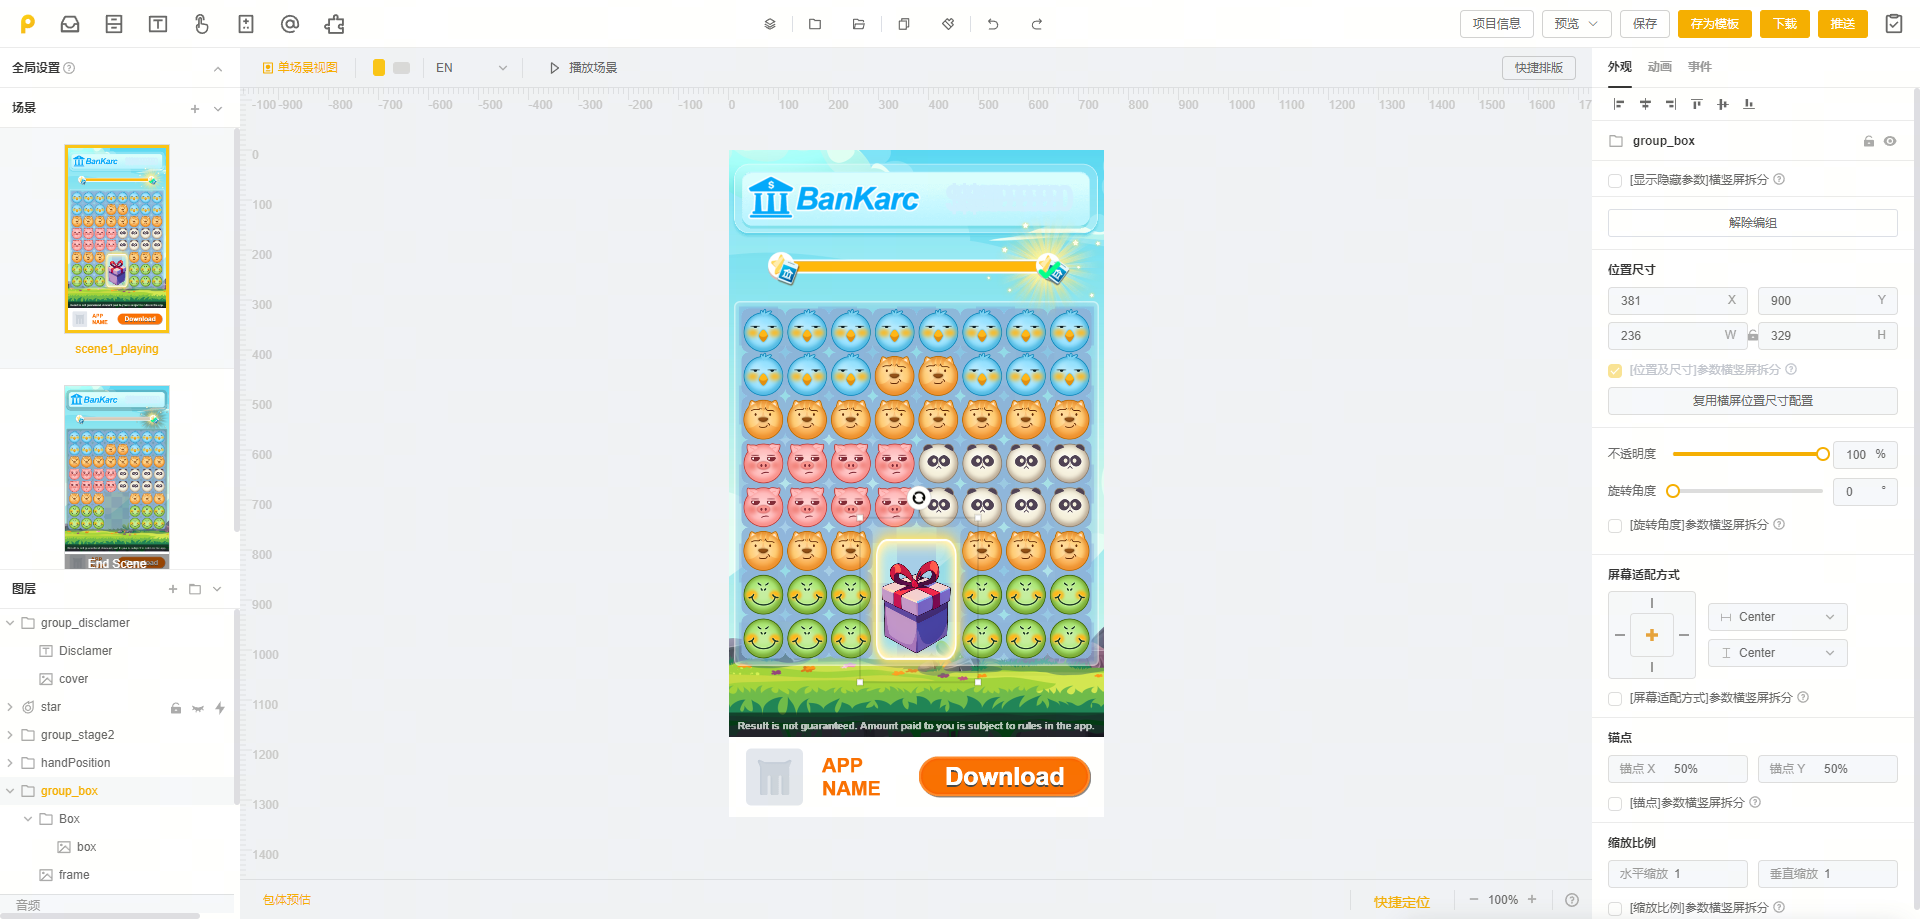 项目信息
预览
保存
存为模板
下载
推送
全局设置
单场景视图
EN
播放场景
快捷排版
外观
动画
事件
场景
-100 -900 -800 -700 -600 -500 -400 -300 -200 -100 0 100 200 300 400 500 600 700 800 900 1000 1100 1200 1300 1400 1500 1600 17
0
100
200
300
400
500
600
700
800
900
1000
1100
1200
1300
1400
BanKarc
APP
NAME
Download
scene1_playing
BanKarc
End Scene
图层
group_disclamer
Disclamer
cover
star
group_stage2
handPosition
group_box
Box
box
frame
音频
BanKarc
Result is not guaranteed. Amount paid to you is subject to rules in the app.
APP
NAME
Download
包体预估
快捷定位
100%
group_box
[显示隐藏参数]横竖屏拆分
解除编组
位置尺寸
381 X
900 Y
236 W
329 H
[位置及尺寸]参数横竖屏拆分
复用横屏位置尺寸配置
不透明度
100 %
旋转角度
0 °
[旋转角度]参数横竖屏拆分
屏幕适配方式
Center
Center
[屏幕适配方式]参数横竖屏拆分
锚点
锚点 X 50%
锚点 Y 50%
[锚点]参数横竖屏拆分
缩放比例
水平缩放 1
垂直缩放 1
[缩放比例]参数横竖屏拆分